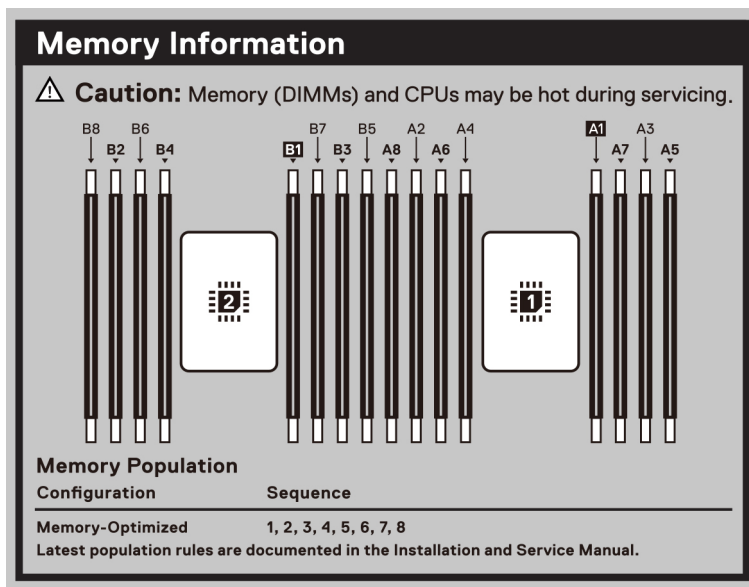 Memory Information
Caution: Memory (DIMMs) and CPUs may be hot during servicing.
B8 B6 B7 B5 A2 A4 A1 A3
B2 B4 B1 B3 A8 A6 A7 A5
2 1
Memory Population
Configuration Sequence
Memory-Optimized 1, 2, 3, 4, 5, 6, 7, 8
Latest population rules are documented in the Installation and Service Manual.